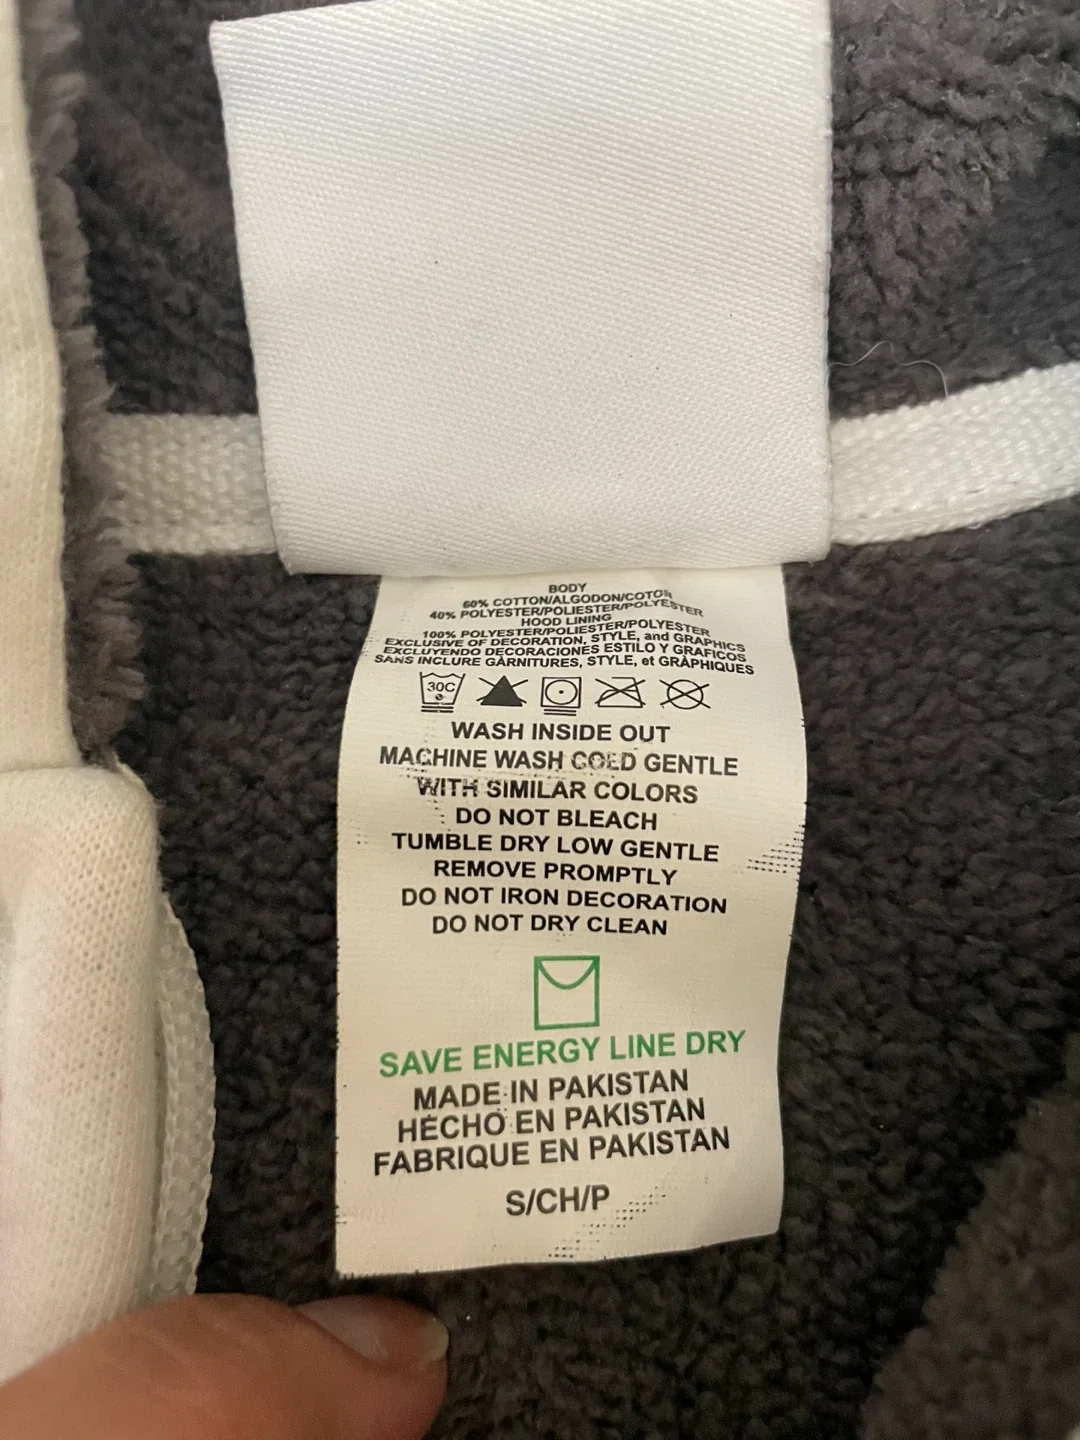 BODY
60% COTTON/ALGODON/COTON
40% POLYESTER/POLIESTER/POLYESTER
HOOD LINING
100% POLYESTER/POLIESTER/POLYESTER
EXCLUSIVE OF DECORATION, STYLE, and GRAPHICS
EXCLUYENDO DECORACIONES ESTILO Y GRAFICOS
SANS INCLURE GARNITURES, STYLE, et GRAPHIQUES
30C
WASH INSIDE OUT
MACHINE WASH COLD GENTLE
WITH SIMILAR COLORS
DO NOT BLEACH
TUMBLE DRY LOW GENTLE
REMOVE PROMPTLY
DO NOT IRON DECORATION
DO NOT DRY CLEAN
SAVE ENERGY LINE DRY
MADE IN PAKISTAN
HECHO EN PAKISTAN
FABRIQUE EN PAKISTAN
S/CH/P